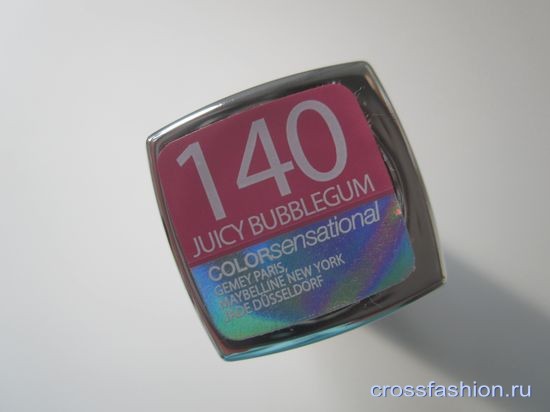 140
JUICY BUBBLEGUM
COLORsensational
GEMEY PARIS,
MAYBELLINE NEW YORK
JADE DÜSSELDORF
crossfashion.ru